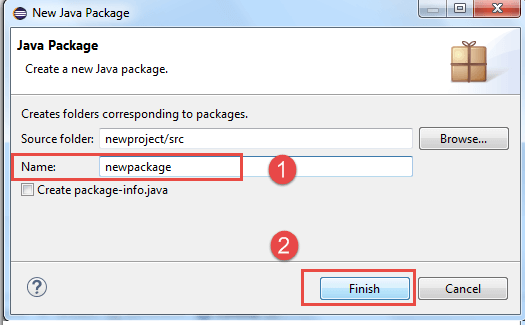 New Java Package
Java Package
Create a new Java package.
Creates folders corresponding to packages.
Source folder: newproject/src Browse...
Name: newpackage 1
Create package-info.java
2
? Finish Cancel